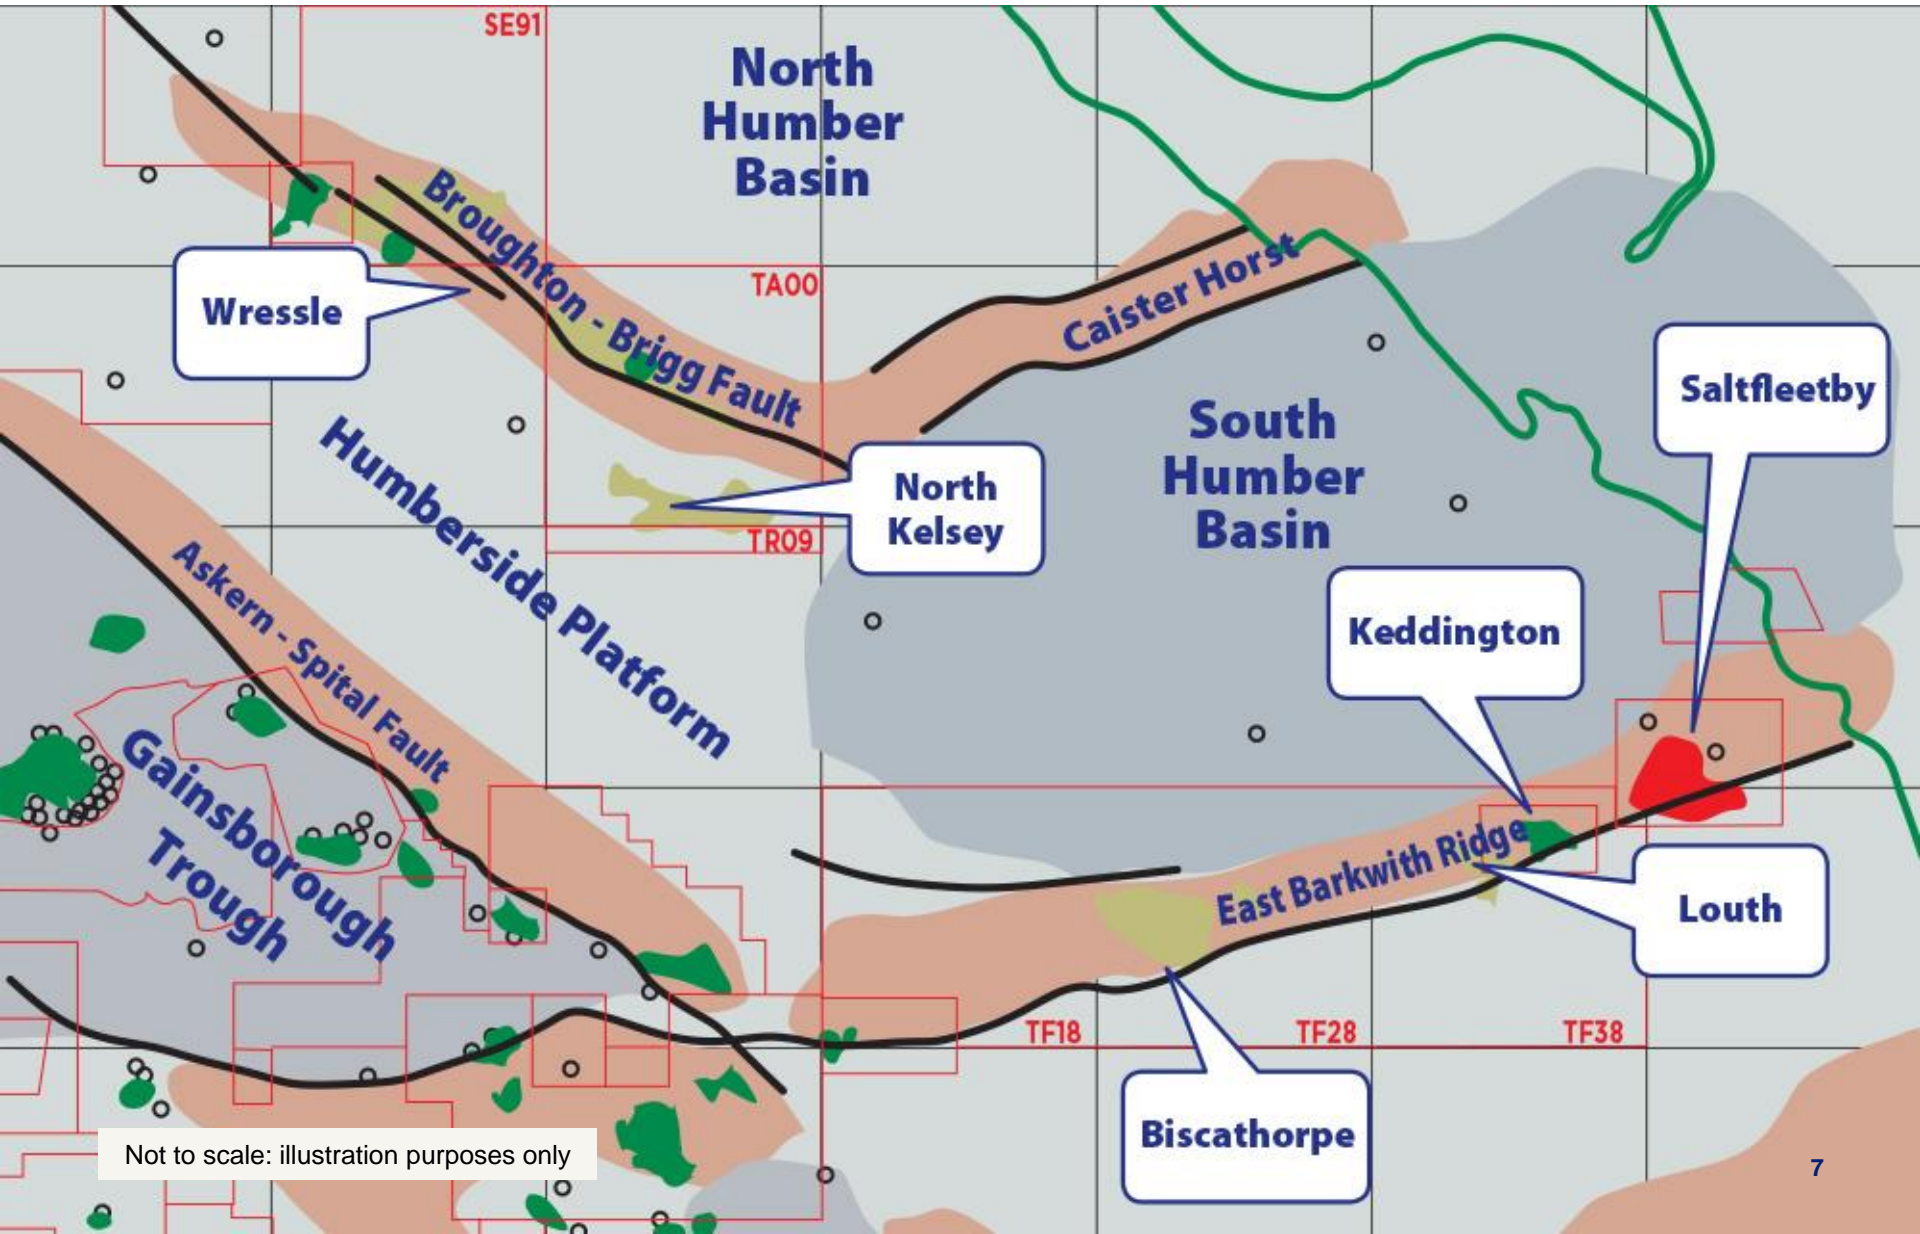 SE91
North
Humber
Basin
Broughton - Brigg Fault
TA00
Wressle
Caister Horst
Saltfleetby
South
Humber
Basin
Humberside Platform
North
Kelsey
TR09
Askern - Spital Fault
Keddington
Gainsborough
Trough
East Barkwith Ridge
Louth
TF18
TF28
TF38
Biscathorpe
Not to scale: illustration purposes only
7